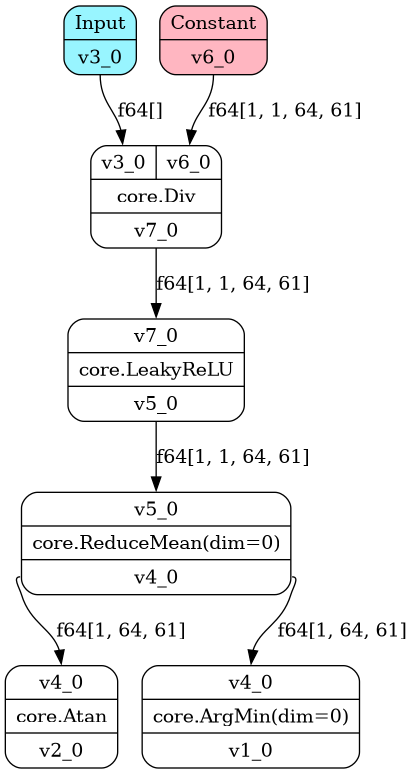 Input
v3_0
Constant
v6_0
f64[]
f64[1, 1, 64, 61]
v3_0
v6_0
core.Div
v7_0
f64[1, 1, 64, 61]
v7_0
core.LeakyReLU
v5_0
f64[1, 1, 64, 61]
v5_0
core.ReduceMean(dim=0)
v4_0
f64[1, 64, 61]
f64[1, 64, 61]
v4_0
core.Atan
v2_0
v4_0
core.ArgMin(dim=0)
v1_0